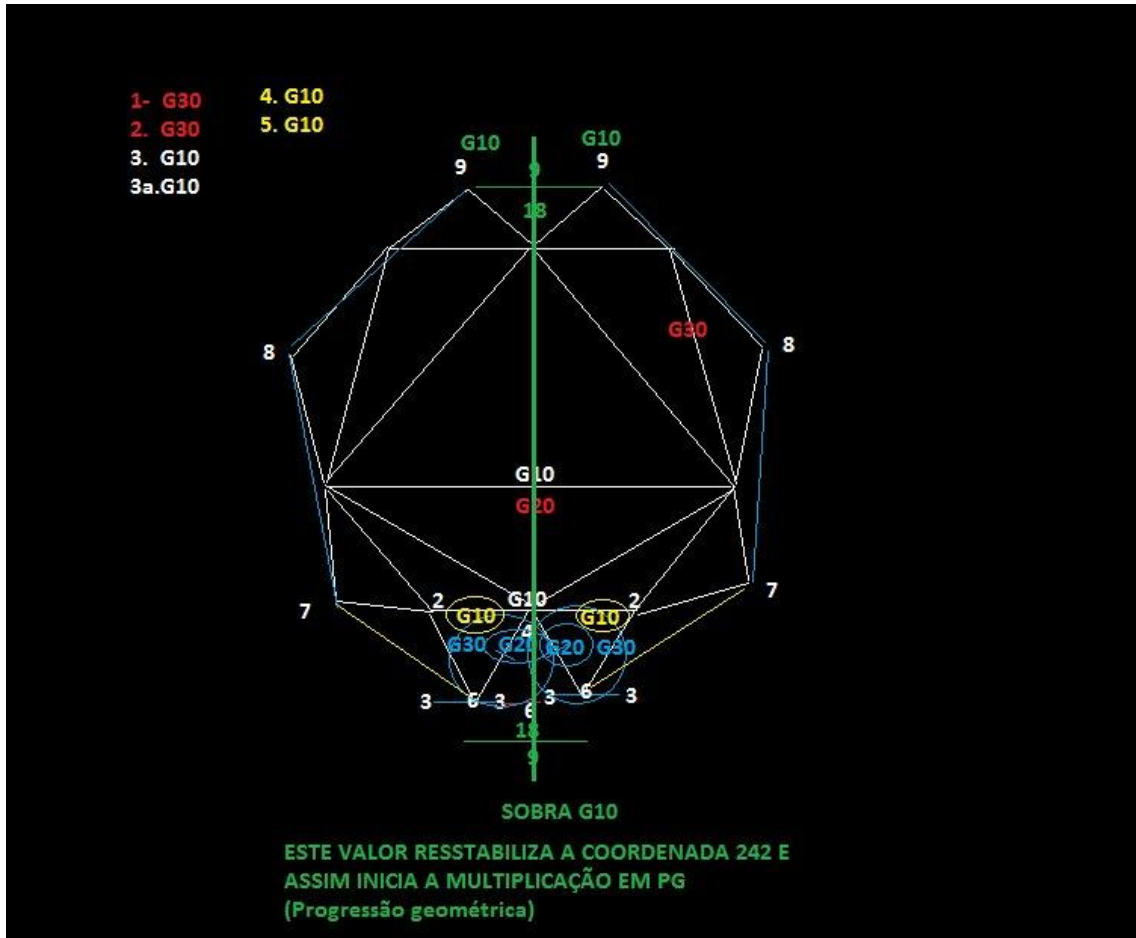 1- G30
2. G30
3. G10
3a.G10
4. G10
5. G10
G10
G10
9
9
9
18
G30
8
8
G10
G20
7
7
2
G10
2
G10
G10
4
G30
G20
G20
G30
3
6
3
3
6
3
6
18
9
SOBRA G10
ESTE VALOR RESSTABILIZA A COORDENADA 242 E
ASSIM INICIA A MULTIPLICAÇÃO EM PG
(Progressão geométrica)